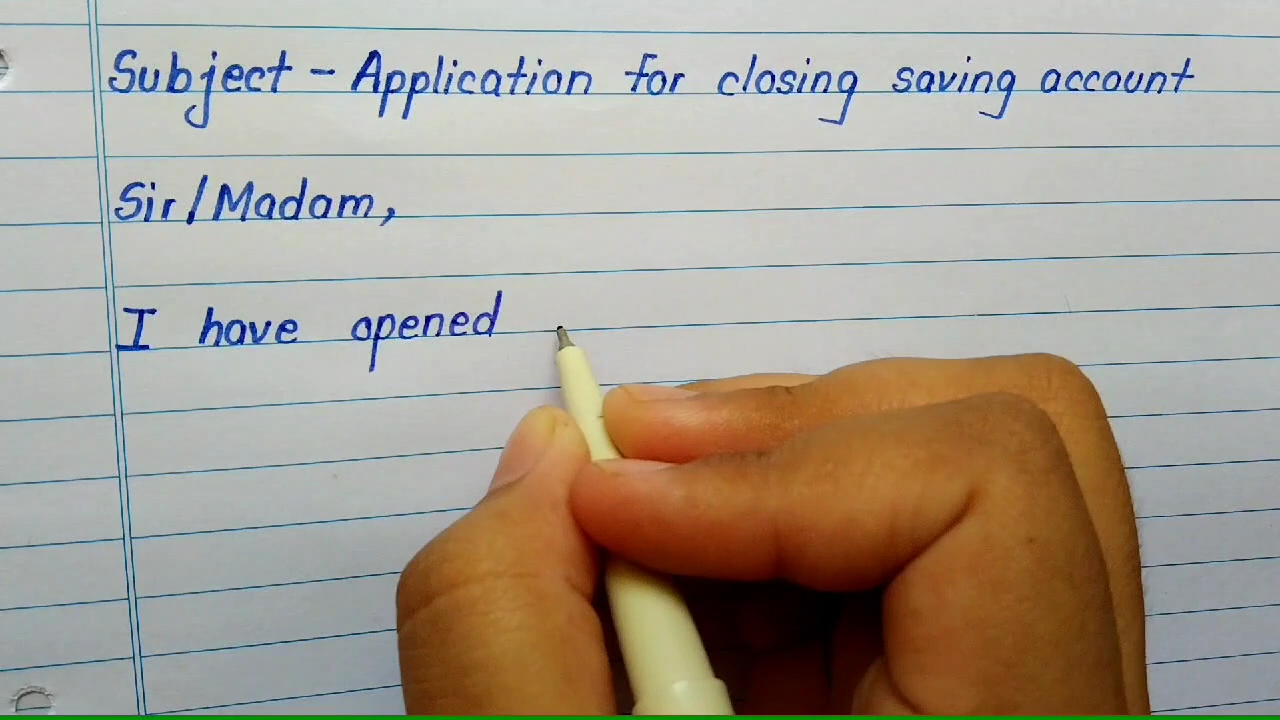 Subject - Application for closing saving account
Sir/Madam,
I have opened